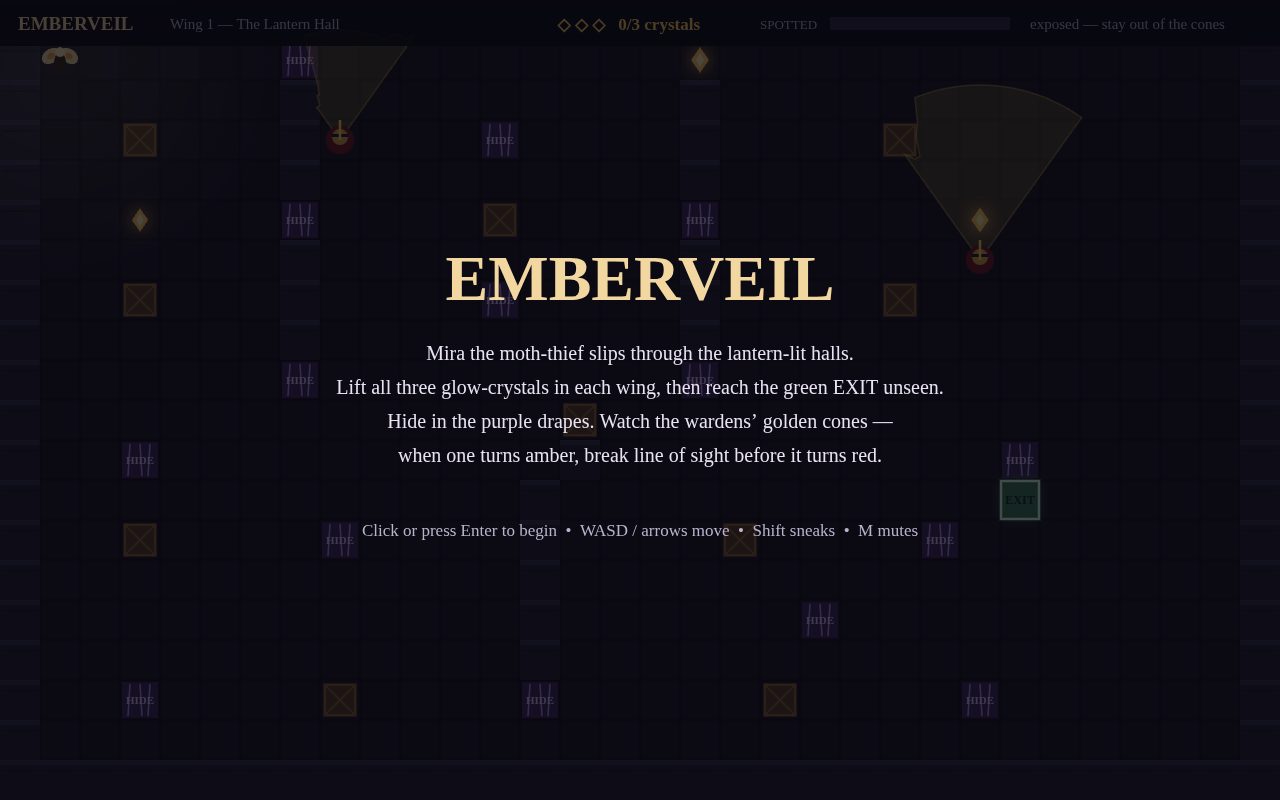 EMBERVEIL
Wing 1 — The Lantern Hall
0/3 crystals
SPOTTED
exposed — stay out of the cones
HIDE
HIDE
HIDE
HIDE
EMBERVEIL
HIDE
Mira the moth-thief slips through the lantern-lit halls.
HIDE
HIDE
Lift all three glow-crystals in each wing, then reach the green EXIT unseen.
Hide in the purple drapes. Watch the wardens’ golden cones —
when one turns amber, break line of sight before it turns red.
HIDE
HIDE
EXIT
Click or press Enter to begin • WASD / arrows move • Shift sneaks • M mutes
HIDE
HIDE
HIDE
HIDE
HIDE
HIDE